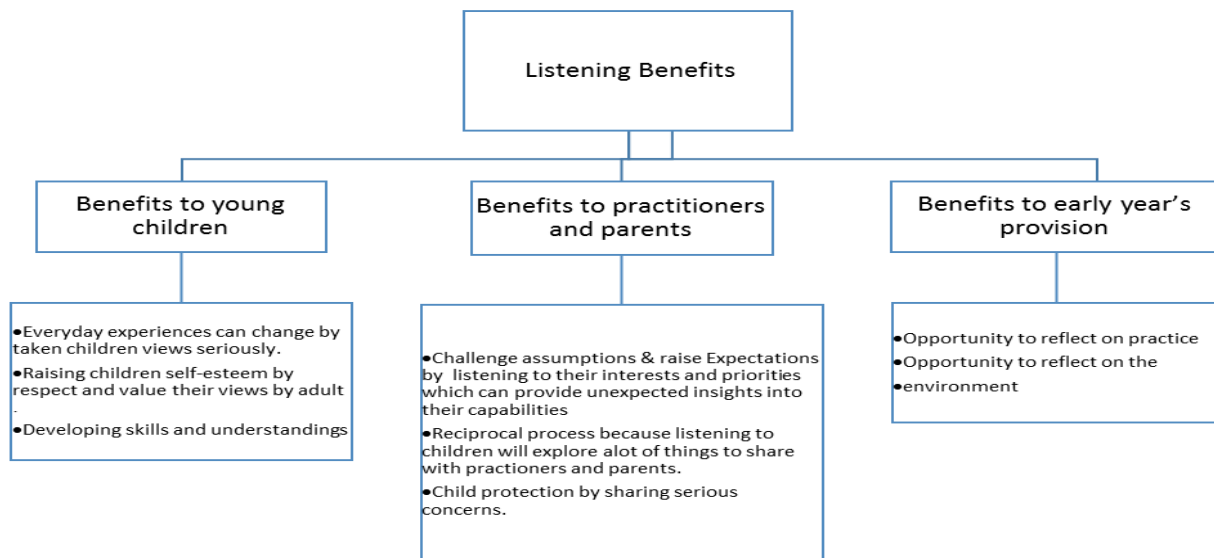 Listening Benefits
Benefits to young
children
•Everyday experiences can change by
taken children views seriously.
•Raising children self-esteem by
respect and value their views by adult
.
•Developing skills and understandings
Benefits to practitioners
and parents
•Challenge assumptions & raise Expectations
by listening to their interests and priorities
which can provide unexpected insights into
their capabilities
•Reciprocal process because listening to
children will explore alot of things to share
with practioners and parents.
•Child protection by sharing serious
concerns.
Benefits to early year’s
provision
•Opportunity to reflect on practice
•Opportunity to reflect on the
•environment